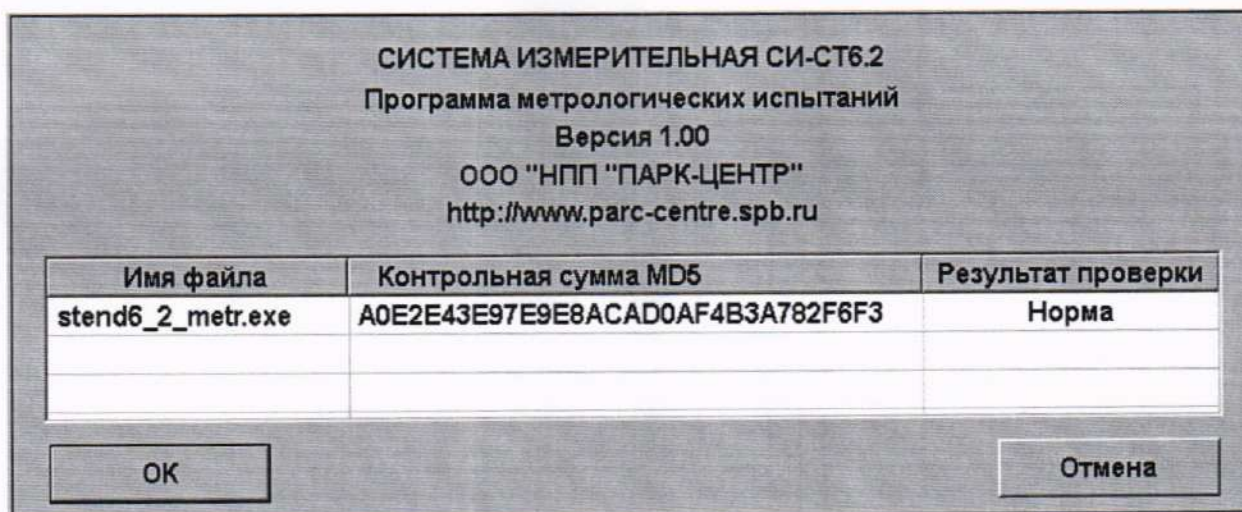 СИСТЕМА ИЗМЕРИТЕЛЬНАЯ СИ-СТ6.2
Программа метрологических испытаний
Версия 1.00
ООО "НПП "ПАРК-ЦЕНТР"
http://www.parc-centre.spb.ru
Имя файла Контрольная сумма MD5 Результат проверки
stend6_2_metr.exe A0E2E43E97E9E8ACAD0AF4B3A782F6F3 Норма
ОК Отмена